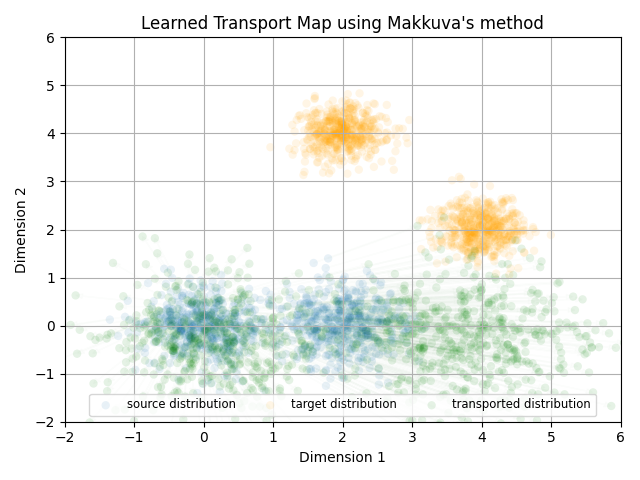 Learned Transport Map using Makkuva's method
6
5
4
3
2
1
0
−1
−2
Dimension 2
source distribution target distribution transported distribution
−2 −1 0 1 2 3 4 5 6
Dimension 1